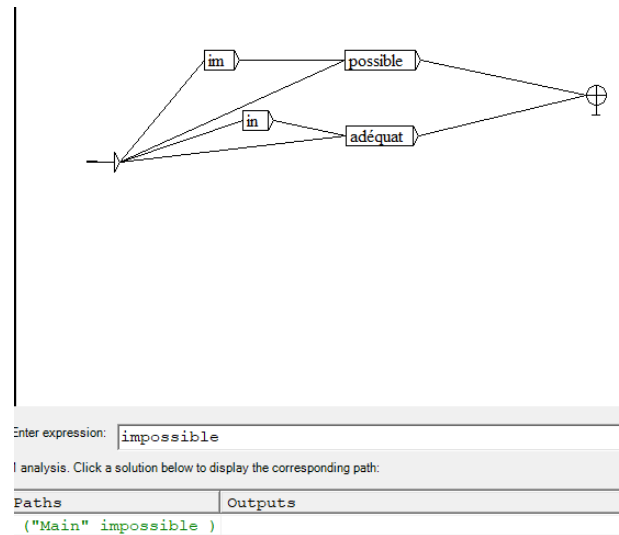 im
possible
in
adéquat
Enter expression: impossible
analysis. Click a solution below to display the corresponding path:
Paths Outputs
("Main" impossible )